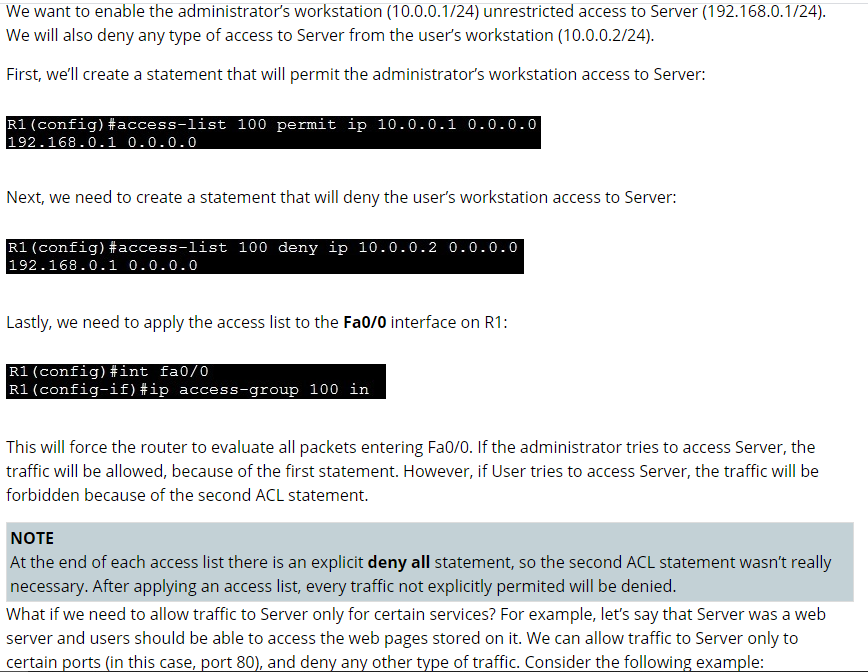 We want to enable the administrator’s workstation (10.0.0.1/24) unrestricted access to Server (192.168.0.1/24).
We will also deny any type of access to Server from the user’s workstation (10.0.0.2/24).
First, we’ll create a statement that will permit the administrator’s workstation access to Server:
R1(config)#access-list 100 permit ip 10.0.0.1 0.0.0.0
192.168.0.1 0.0.0.0
Next, we need to create a statement that will deny the user’s workstation access to Server:
R1(config)#access-list 100 deny ip 10.0.0.2 0.0.0.0
192.168.0.1 0.0.0.0
Lastly, we need to apply the access list to the Fa0/0 interface on R1:
R1(config)#int fa0/0
R1(config-if)#ip access-group 100 in
This will force the router to evaluate all packets entering Fa0/0. If the administrator tries to access Server, the
traffic will be allowed, because of the first statement. However, if User tries to access Server, the traffic will be
forbidden because of the second ACL statement.
NOTE
At the end of each access list there is an explicit deny all statement, so the second ACL statement wasn’t really
necessary. After applying an access list, every traffic not explicitly permited will be denied.
What if we need to allow traffic to Server only for certain services? For example, let’s say that Server was a web
server and users should be able to access the web pages stored on it. We can allow traffic to Server only to
certain ports (in this case, port 80), and deny any other type of traffic. Consider the following example: